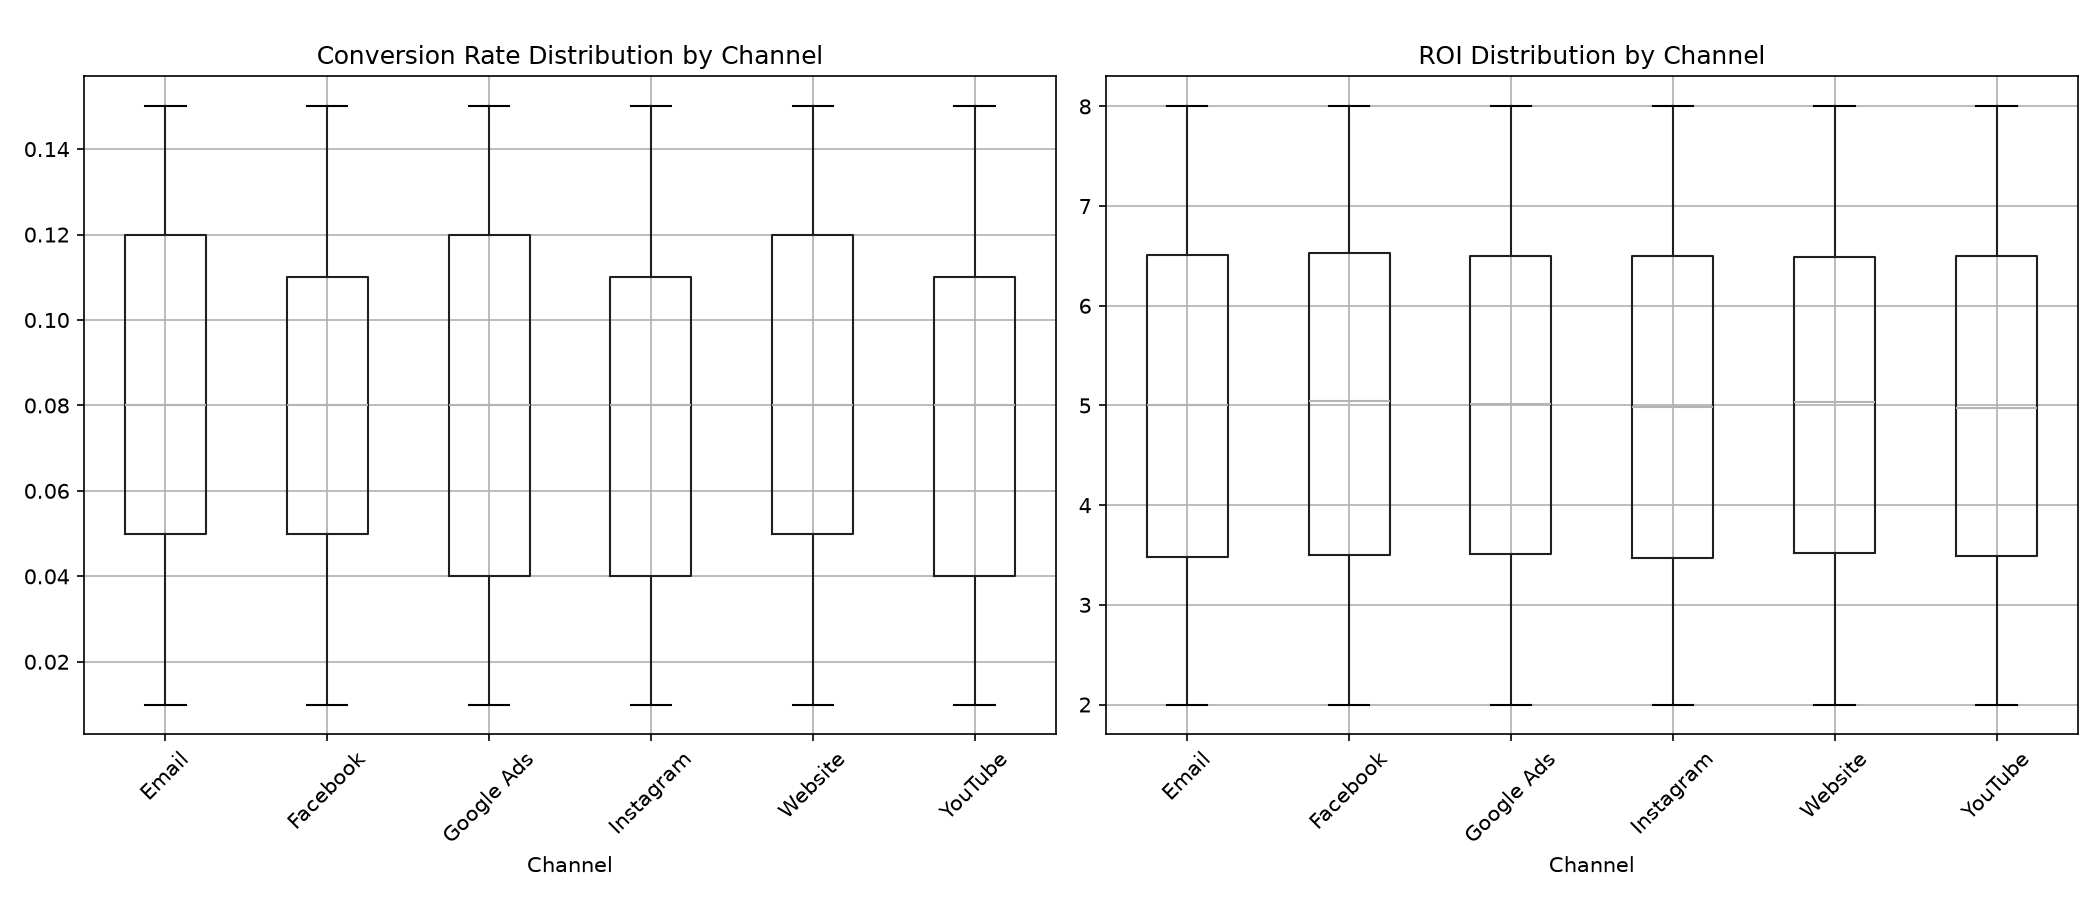 Conversion Rate Distribution by Channel
0.14
0.12
0.10
0.08
0.06
0.04
0.02
Email
Facebook
Google Ads
Instagram
Website
YouTube
Channel
ROI Distribution by Channel
8
7
6
5
4
3
2
Email
Facebook
Google Ads
Instagram
Website
YouTube
Channel